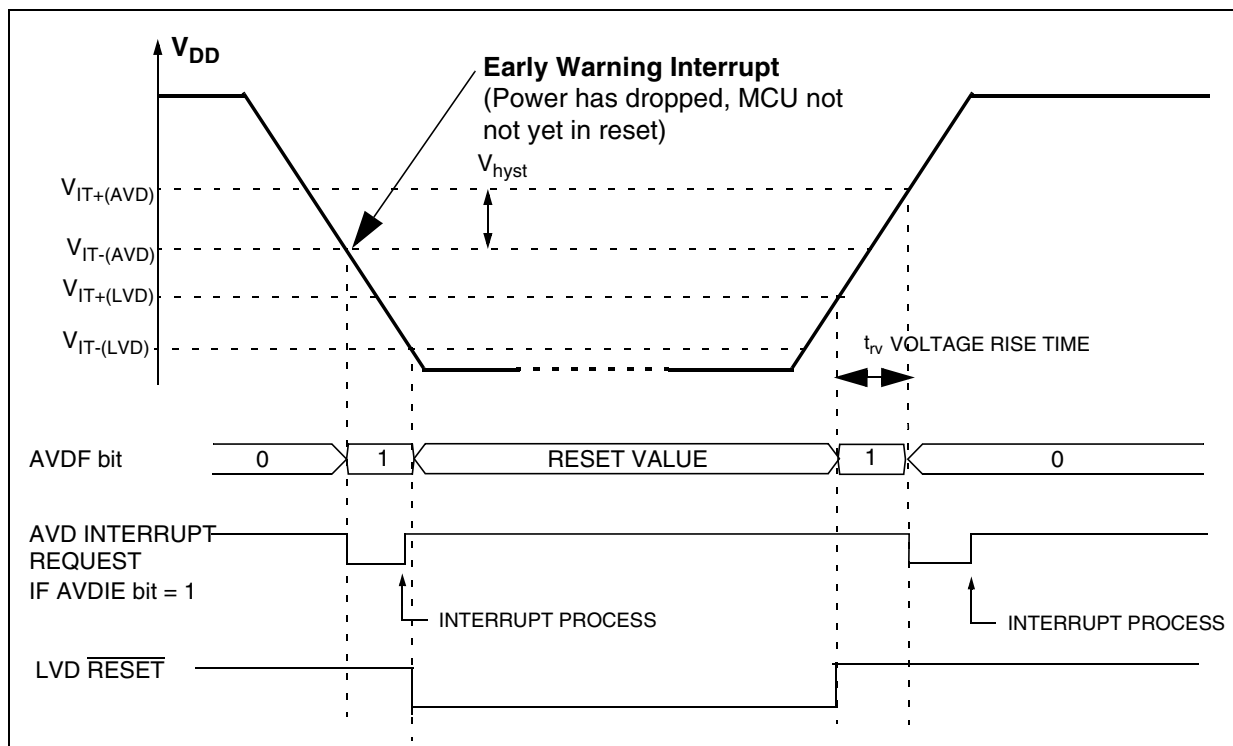 VDD
Early Warning Interrupt
(Power has dropped, MCU not
not yet in reset)
Vhyst
VIT+(AVD)
VIT-(AVD)
VIT+(LVD)
VIT-(LVD)
trv VOLTAGE RISE TIME
AVDF bit
0
1
RESET VALUE
1
0
AVD INTERRUPT
REQUEST
IF AVDIE bit = 1
INTERRUPT PROCESS
INTERRUPT PROCESS
LVD RESET